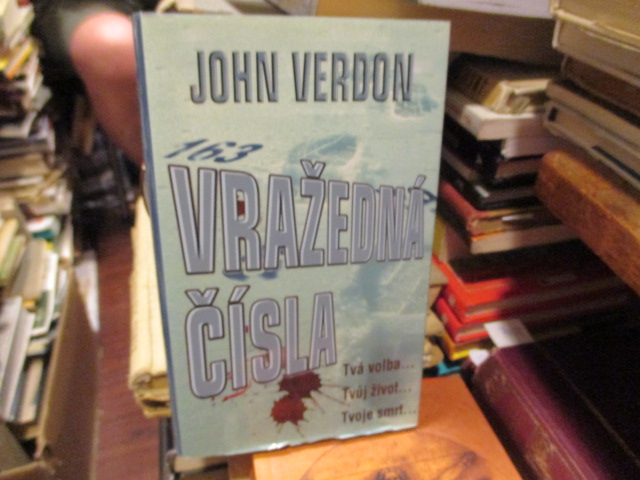 JOHN VERDON
163
VRAŽEDNÁ
ČÍSLA
Tvá volba...
Tvůj život...
Tvoje smrt...